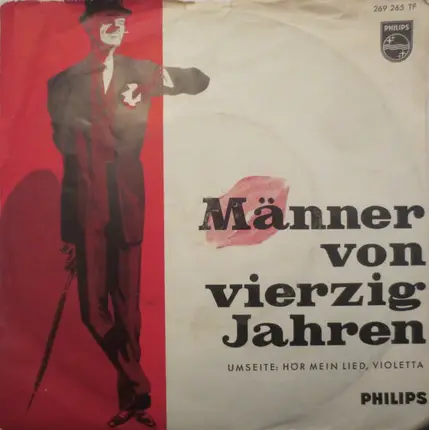 269 265 TF
PHILIPS
Männer
von
vierzig
Jahren
UMSEITE: HÖR MEIN LIED, VIOLETTA
PHILIPS